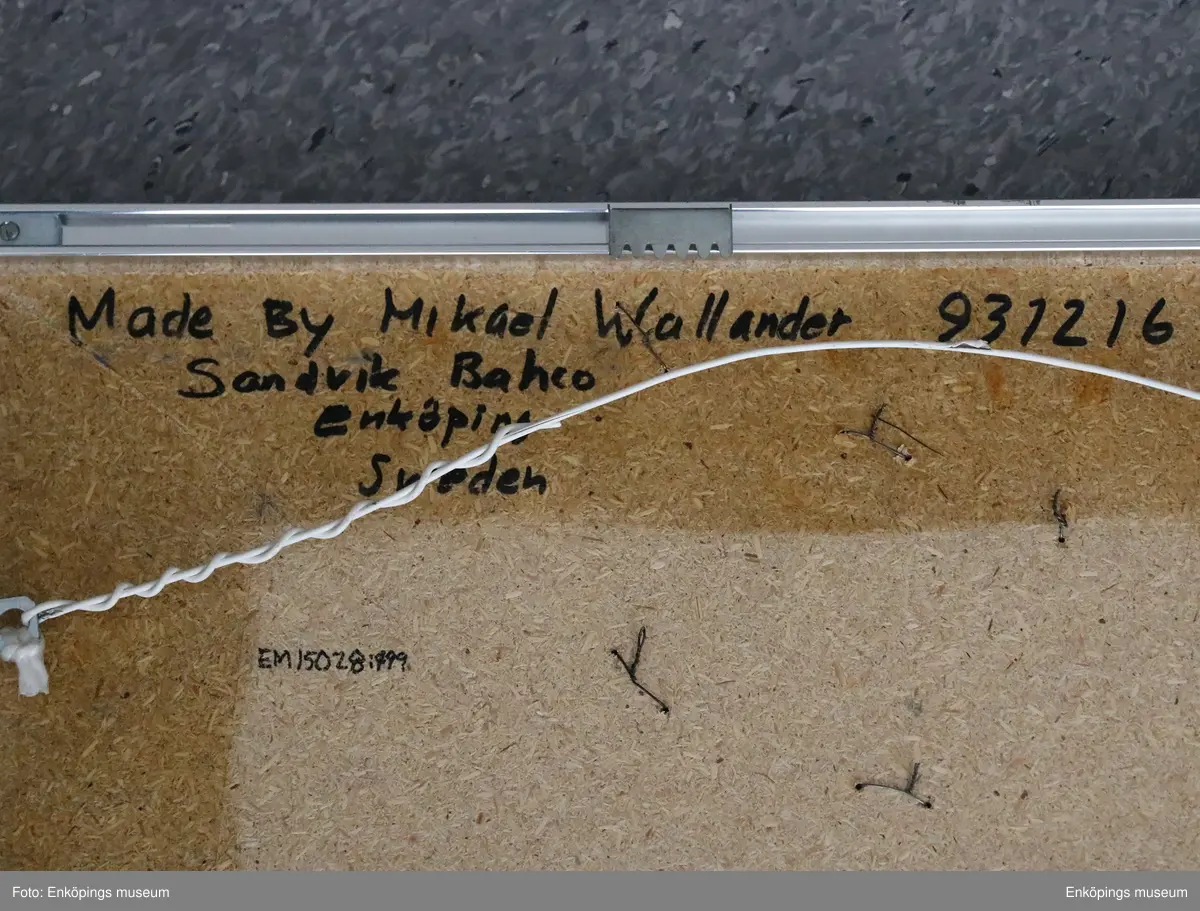 Made By Mikael Wallander 931216
Sandvik Bahco
Enköping
Sweden
EM15028:1999
Foto: Enköpings museum
Enköpings museum